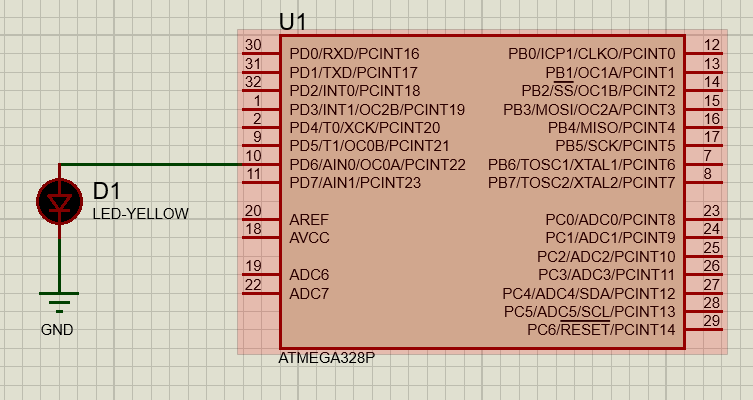 U1
30 PD0/RXD/PCINT16 PB0/ICP1/CLKO/PCINT0 12
31 PD1/TXD/PCINT17 PB1/OC1A/PCINT1 13
32 PD2/INT0/PCINT18 PB2/SS/OC1B/PCINT2 14
1 PD3/INT1/OC2B/PCINT19 PB3/MOSI/OC2A/PCINT3 15
2 PD4/T0/XCK/PCINT20 PB4/MISO/PCINT4 16
9 PD5/T1/OC0B/PCINT21 PB5/SCK/PCINT5 17
10 PD6/AIN0/OC0A/PCINT22 PB6/TOSC1/XTAL1/PCINT6 7
11 PD7/AIN1/PCINT23 PB7/TOSC2/XTAL2/PCINT7 8
D1
LED-YELLOW
20 AREF PC0/ADC0/PCINT8 23
18 AVCC PC1/ADC1/PCINT9 24
PC2/ADC2/PCINT10 25
19 ADC6 PC3/ADC3/PCINT11 26
22 ADC7 PC4/ADC4/SDA/PCINT12 27
PC5/ADC5/SCL/PCINT13 28
PC6/RESET/PCINT14 29
GND
ATMEGA328P